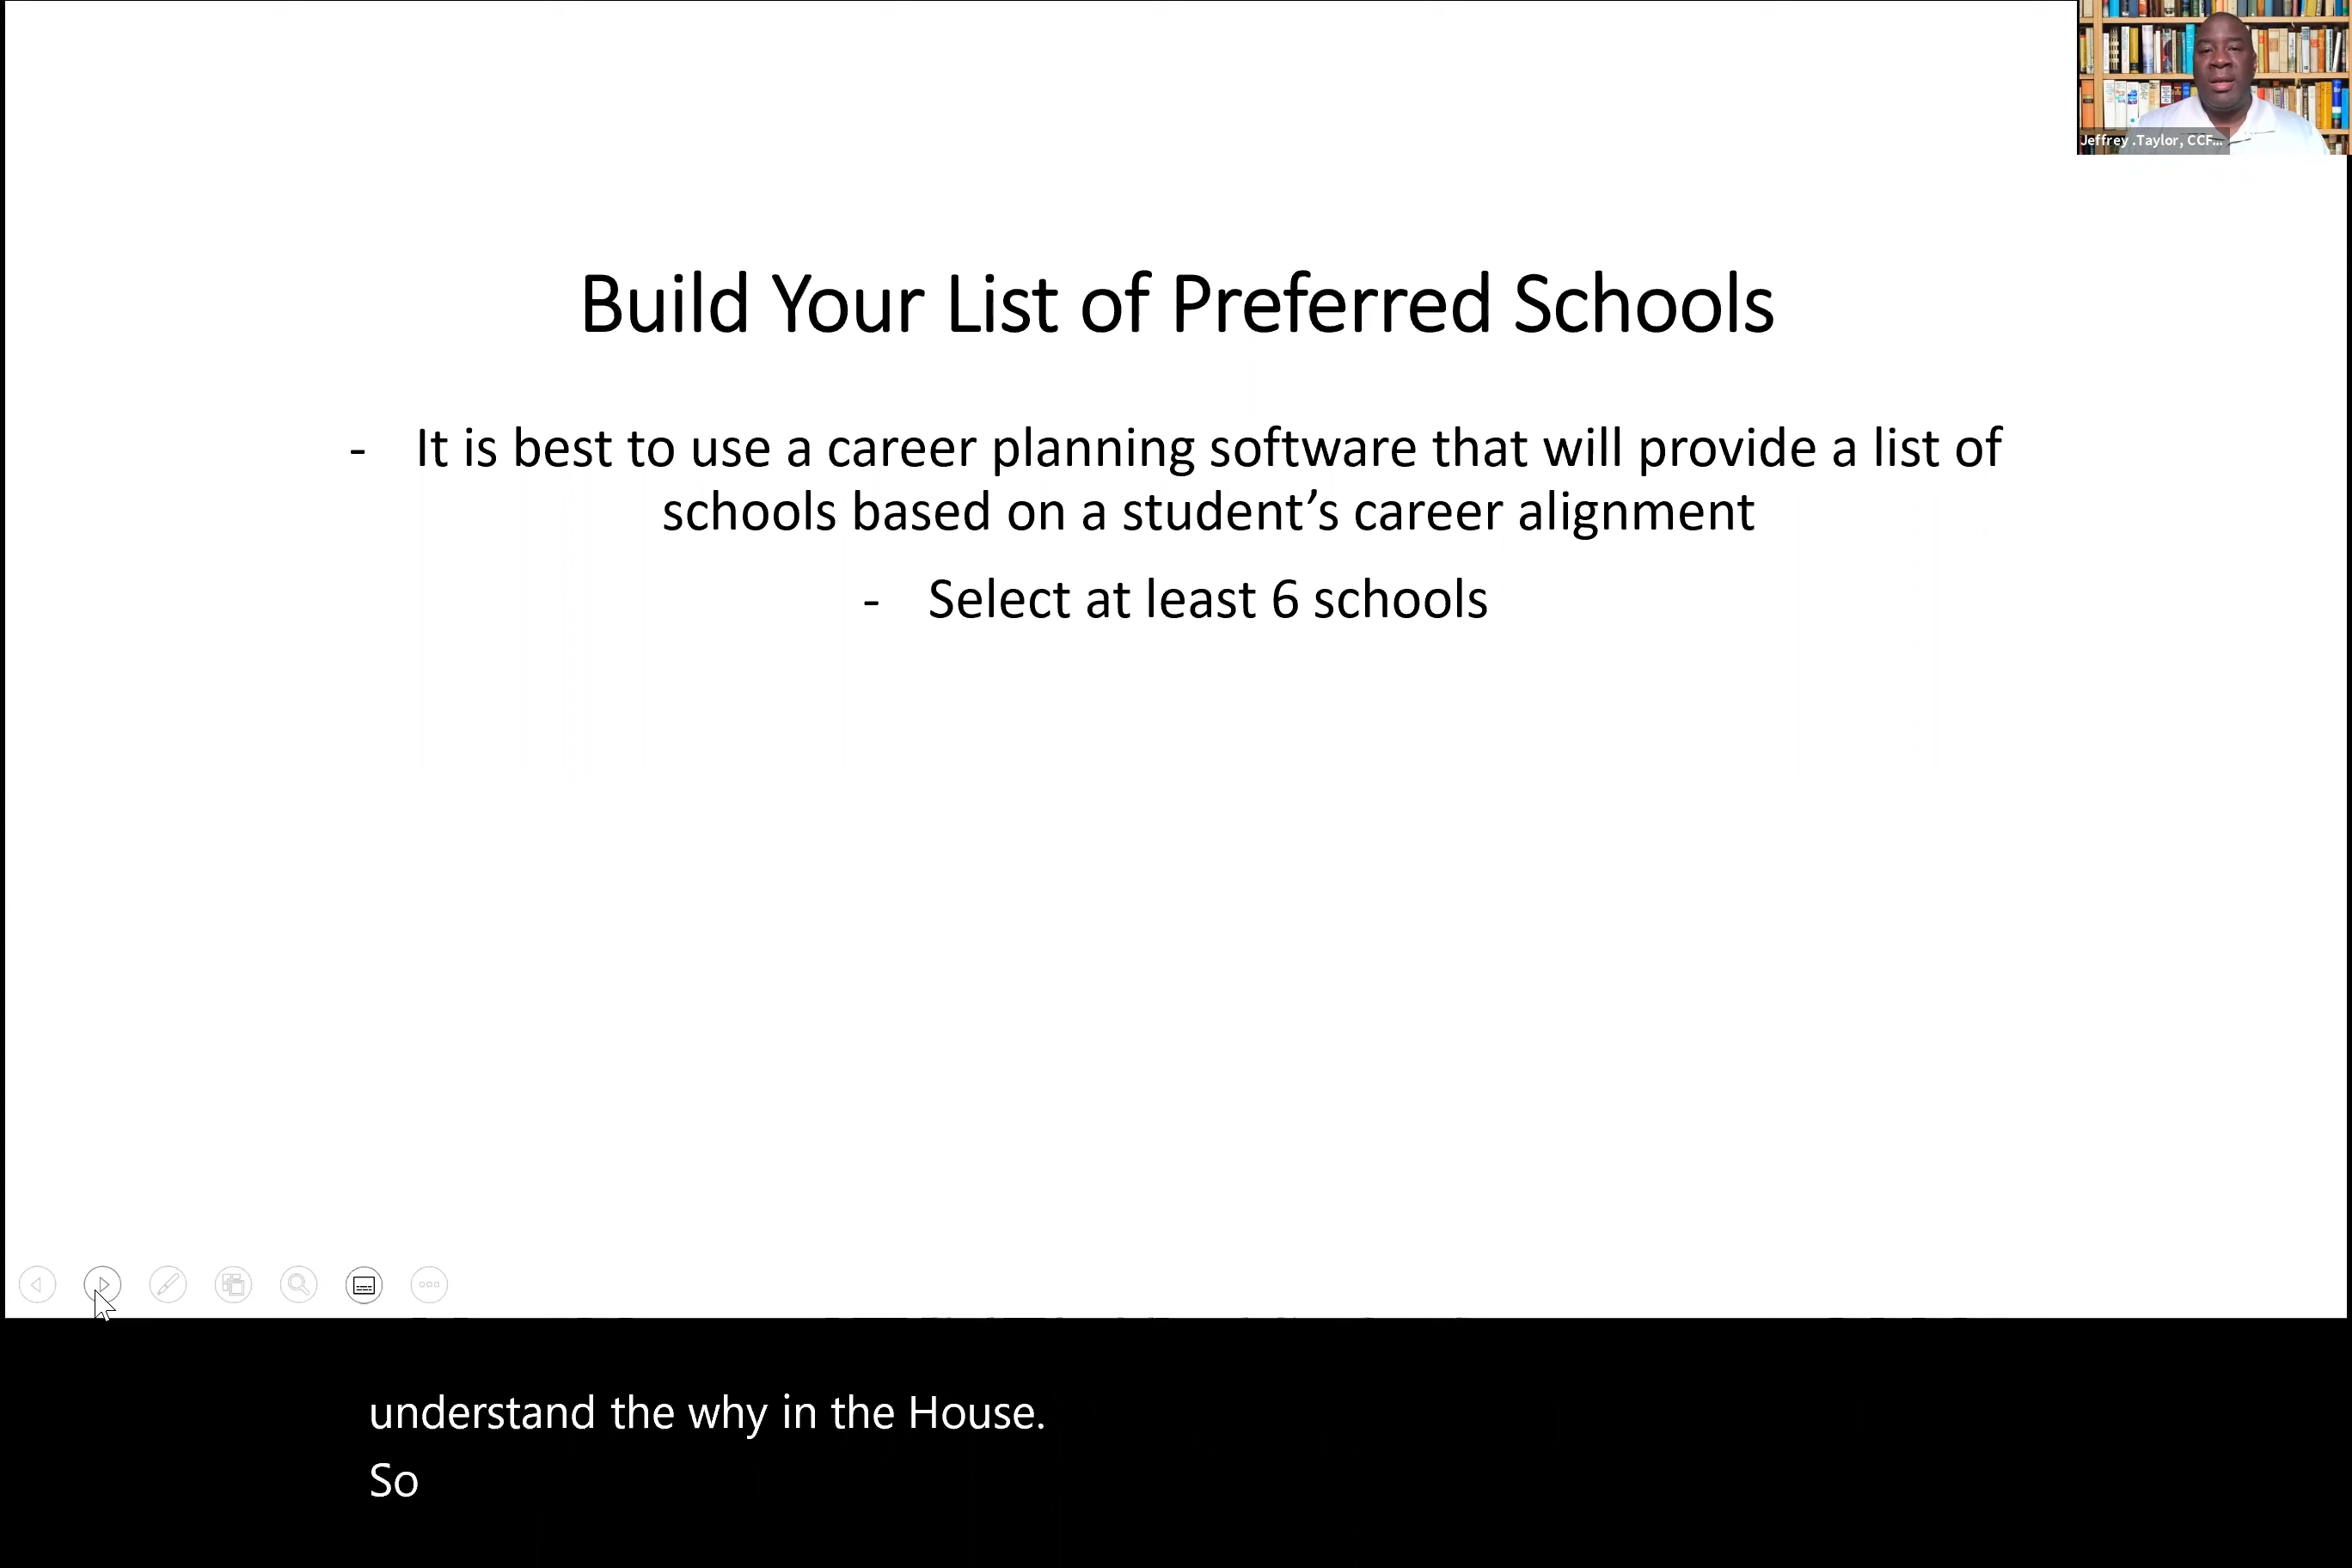 Jeffrey .Taylor, CCF...
Build Your List of Preferred Schools
- It is best to use a career planning software that will provide a list of
schools based on a student’s career alignment
- Select at least 6 schools
understand the why in the House.
So